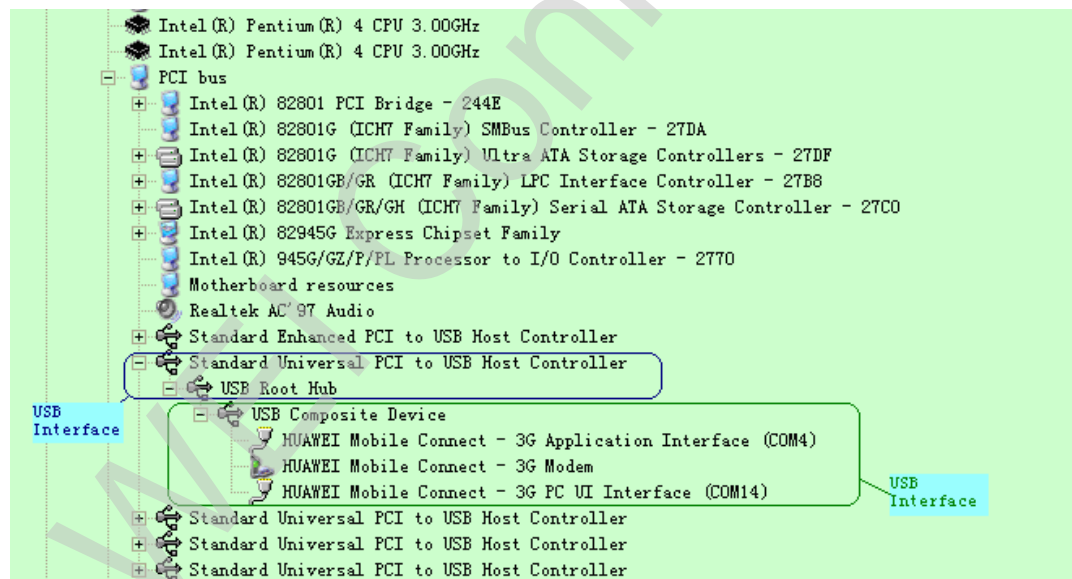 Intel(R) Pentium(R) 4 CPU 3.00GHz
Intel(R) Pentium(R) 4 CPU 3.00GHz
PCI bus
Intel(R) 82801 PCI Bridge - 244E
Intel(R) 82801G (ICH7 Family) SMBus Controller - 27DA
Intel(R) 82801G (ICH7 Family) Ultra ATA Storage Controllers - 27DF
Intel(R) 82801GB/GR (ICH7 Family) LPC Interface Controller - 27B8
Intel(R) 82801GB/GR/GH (ICH7 Family) Serial ATA Storage Controller - 27C0
Intel(R) 82945G Express Chipset Family
Intel(R) 945G/GZ/P/PL Processor to I/O Controller - 2770
Motherboard resources
Realtek AC'97 Audio
Standard Enhanced PCI to USB Host Controller
Standard Universal PCI to USB Host Controller
USB Root Hub
USB
Interface
USB Composite Device
HUAWEI Mobile Connect - 3G Application Interface (COM4)
HUAWEI Mobile Connect - 3G Modem
HUAWEI Mobile Connect - 3G PC UI Interface (COM14)
USB
Interface
Standard Universal PCI to USB Host Controller
Standard Universal PCI to USB Host Controller
Standard Universal PCI to USB Host Controller